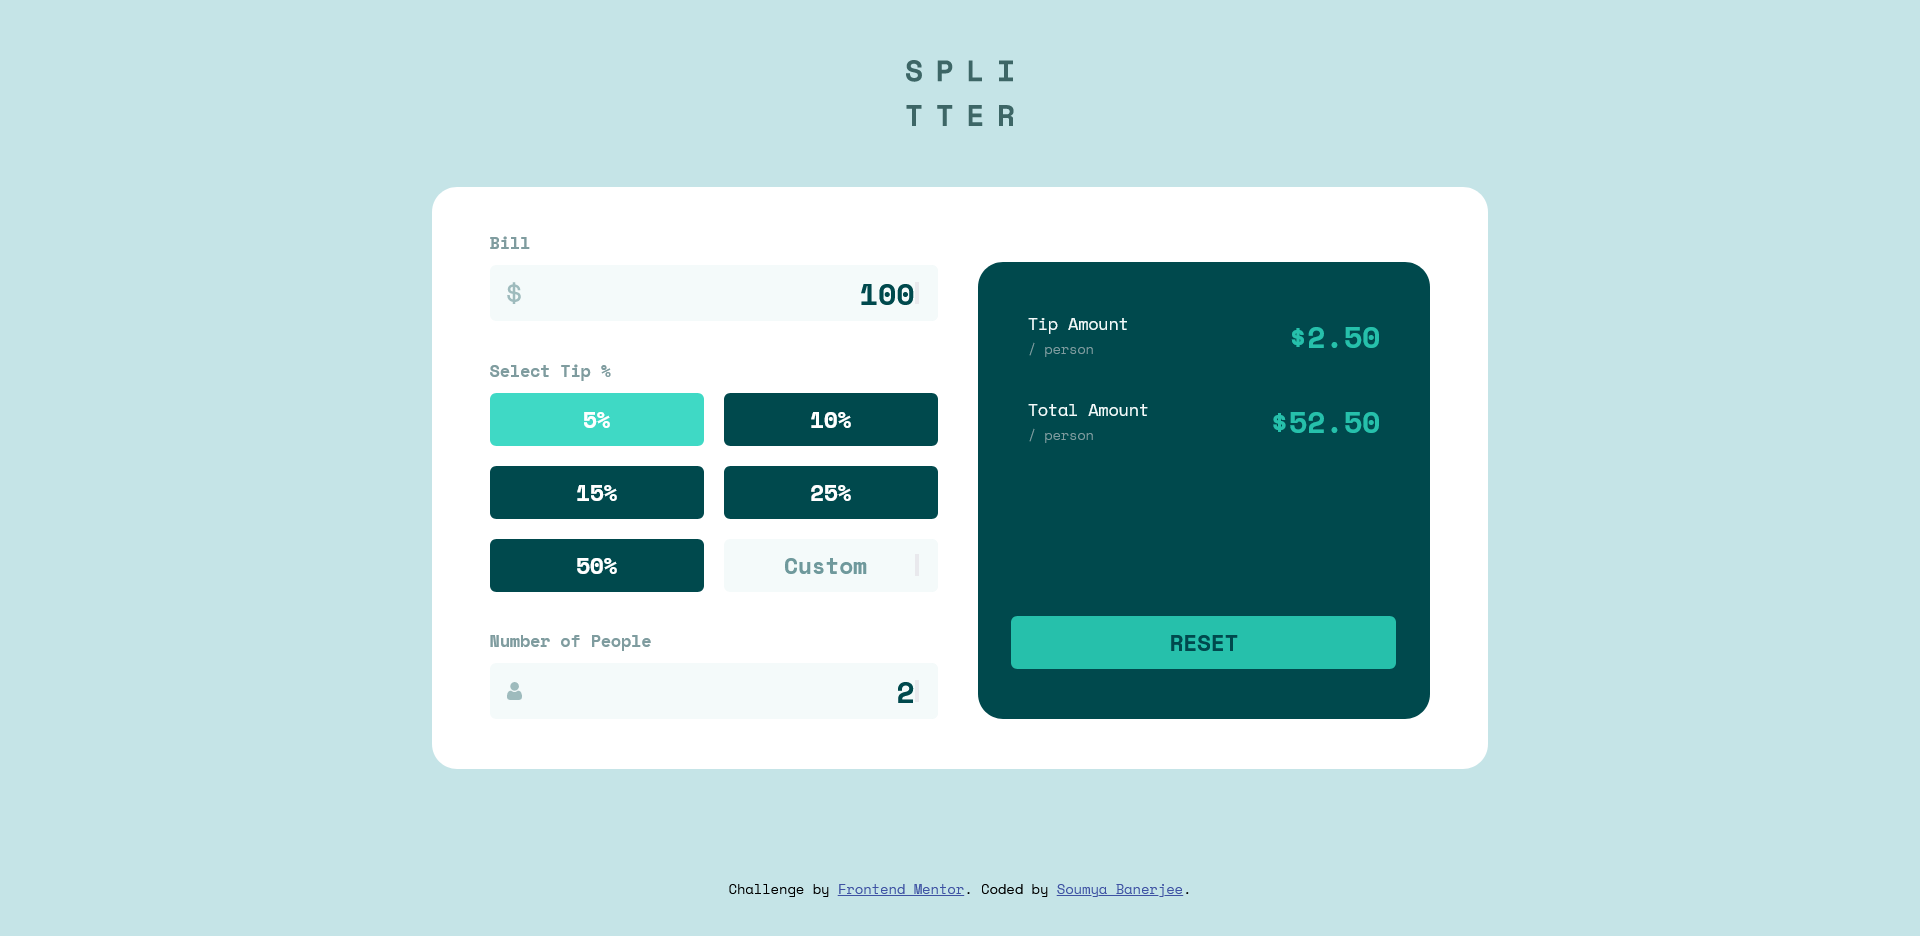 SPLI
TTER
Bill
$ 100
Select Tip %
5% 10%
15% 25%
50% Custom
Number of People
2
Tip Amount
/ person
$2.50
Total Amount
/ person
$52.50
RESET
Challenge by Frontend Mentor. Coded by Soumya Banerjee.